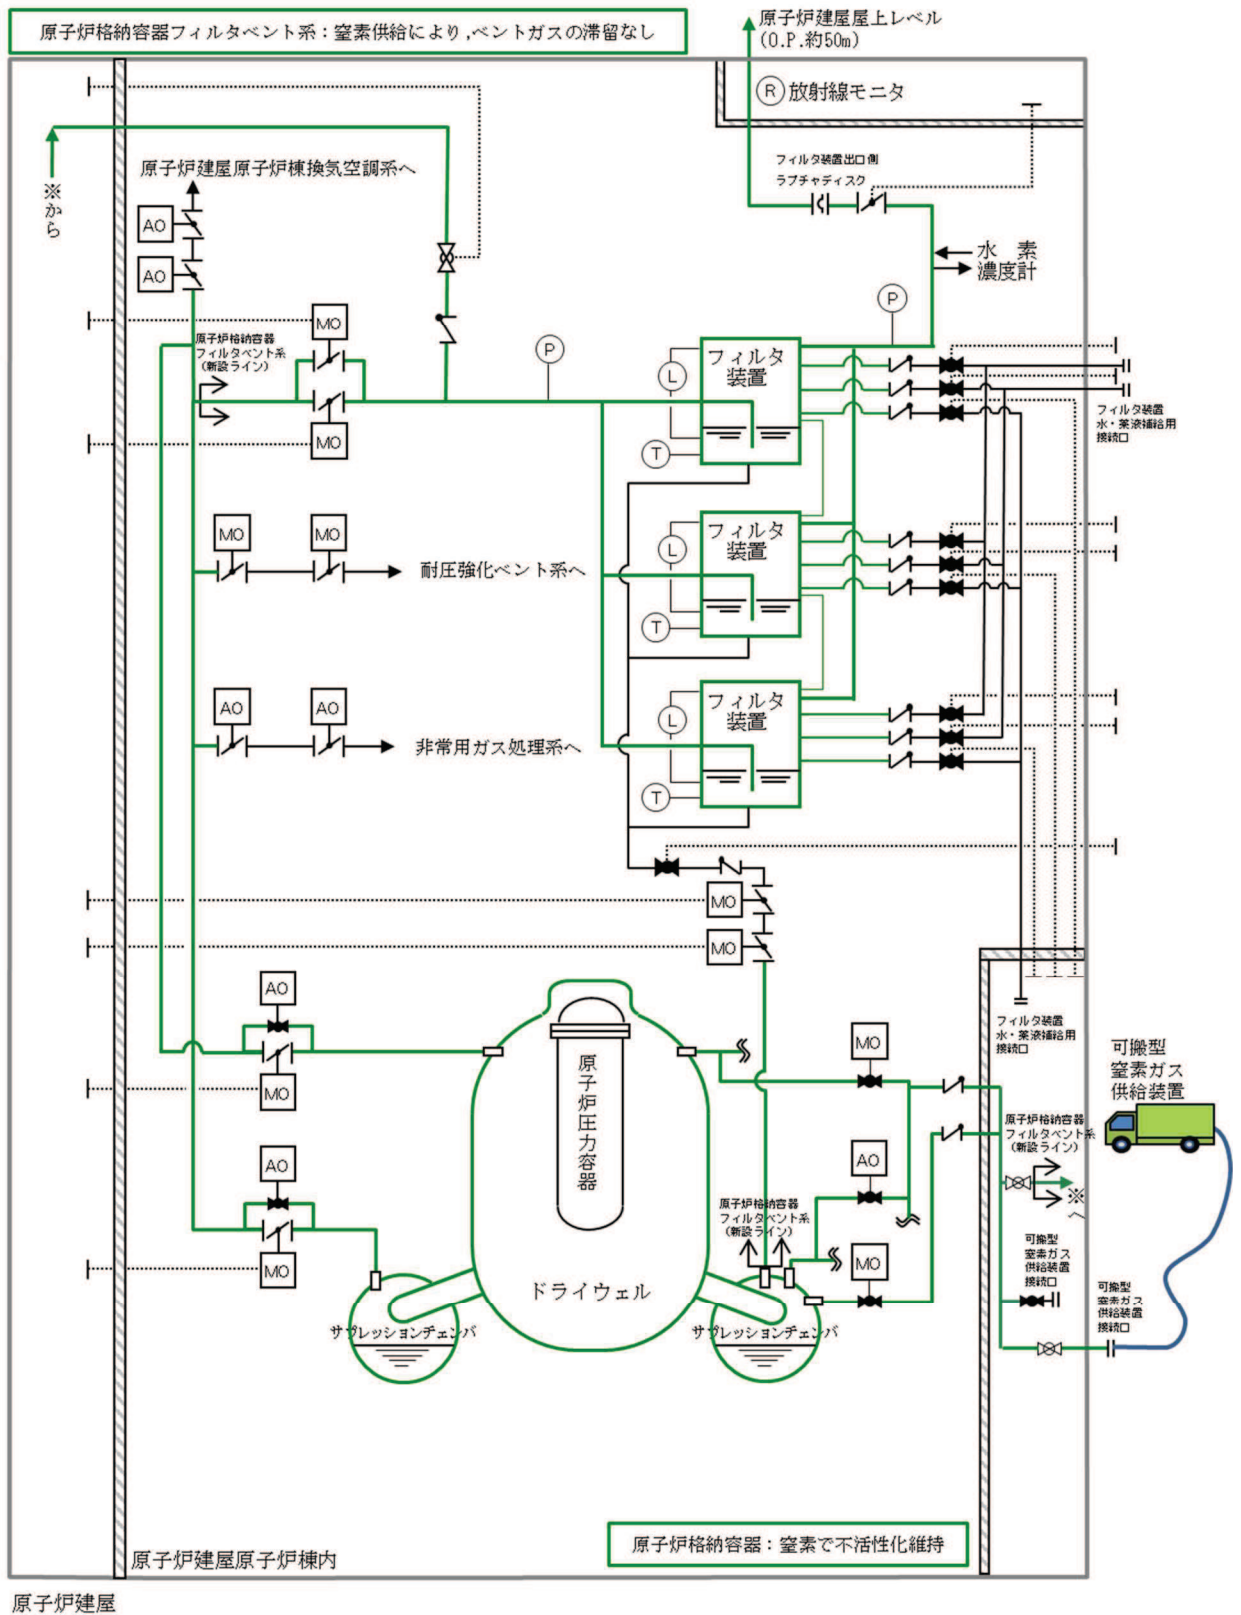 原子炉格納容器フィルタベント系：窒素供給により，ベントガスの滞留なし
原子炉建屋屋上レベル
(O.P.約50m)
R 放射線モニタ
※から
原子炉建屋原子炉棟換気空調系へ
AO
AO
フィルタ装置出口側
ラプチャディスク
水素
濃度計
P
MO
原子炉格納容器
フィルタベント系
(新設ライン)
P
MO
フィルタ
装置
L
T
フィルタ装置
水・薬液補給用
接続口
MO
MO
耐圧強化ベント系へ
フィルタ
装置
L
T
AO
AO
非常用ガス処理系へ
フィルタ
装置
L
T
MO
MO
AO
MO
原子炉圧力容器
MO
フィルタ装置
水・薬液補給用
接続口
可搬型
窒素ガス
供給装置
原子炉格納容器
フィルタベント系
(新設ライン)
※へ
AO
MO
AO
原子炉格納容器
フィルタベント系
(新設ライン)
MO
可搬型
窒素ガス
供給装置
接続口
可搬型
窒素ガス
供給装置
接続口
ドライウェル
サプレッションチェンバ
サプレッションチェンバ
原子炉格納容器：窒素で不活性化維持
原子炉建屋原子炉棟内
原子炉建屋